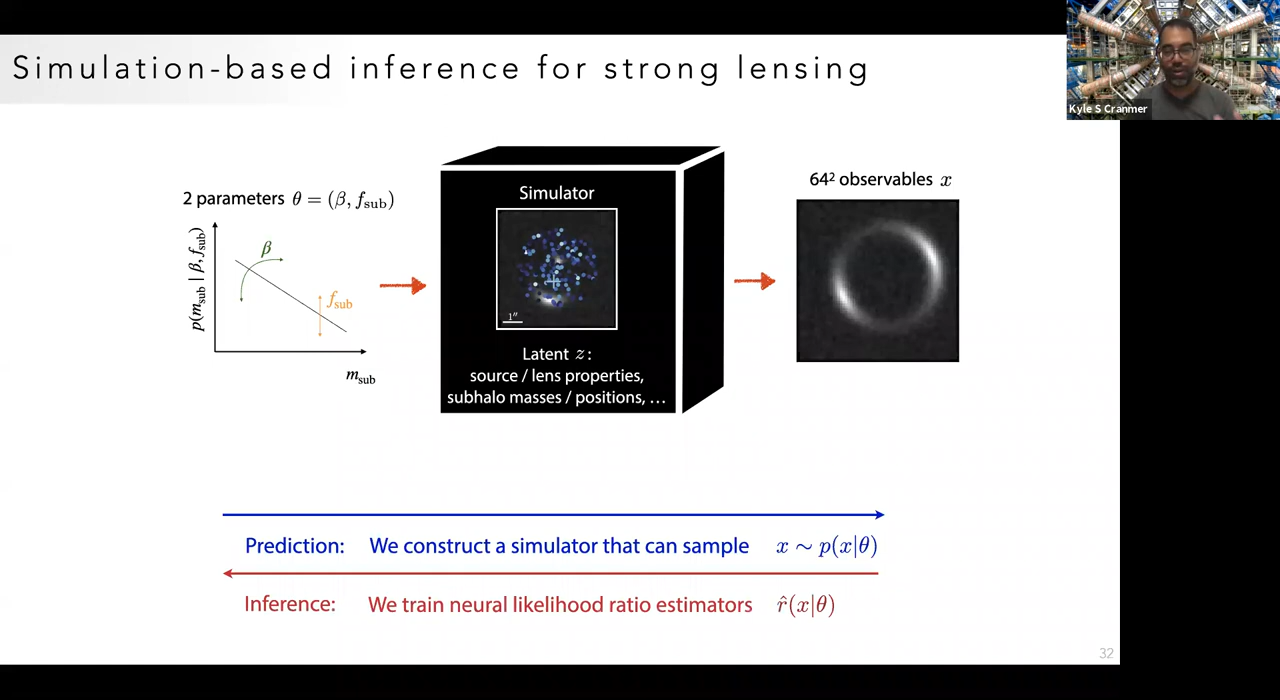 Simulation-based inference for strong lensing
Kyle S Cranmer
2 parameters θ = (β, f_sub)
p(m_sub | β, f_sub)
β
f_sub
m_sub
Simulator
1″
Latent z:
source / lens properties,
subhalo masses / positions, …
64² observables x
Prediction: We construct a simulator that can sample x ∼ p(x|θ)
Inference: We train neural likelihood ratio estimators r̂(x|θ)
32